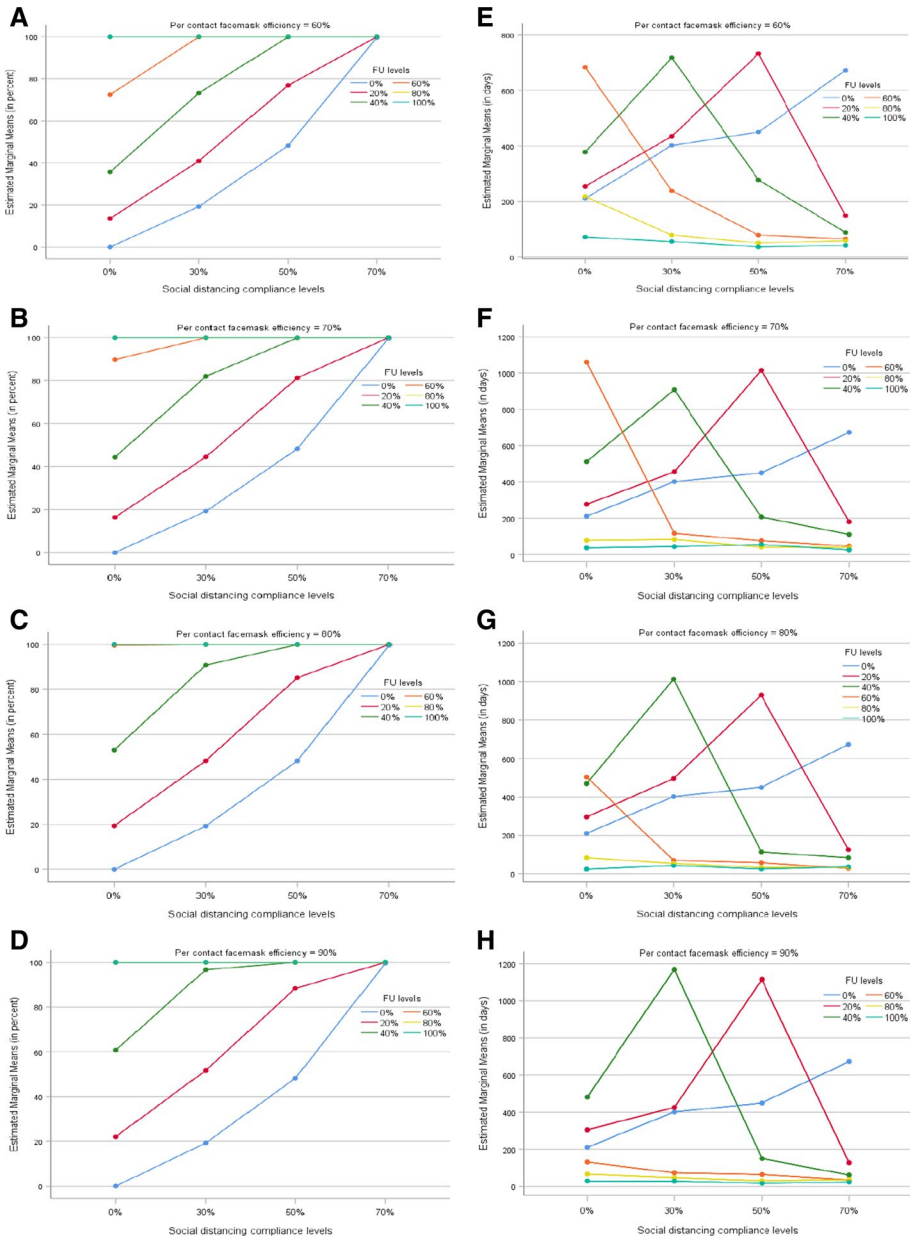 A
Per contact facemask efficiency = 60%
Estimated Marginal Means (in percent)
100
80
60
40
20
0
FU levels
0% 60%
20% 80%
40% 100%
0% 30% 50% 70%
Social distancing compliance levels
E
Per contact facemask efficiency = 60%
Estimated Marginal Means (in days)
800
600
400
200
0
FU levels
0% 60%
20% 80%
40% 100%
0% 30% 50% 70%
Social distancing compliance levels
B
Per contact facemask efficiency = 70%
Estimated Marginal Means (in percent)
100
80
60
40
20
0
FU levels
0% 60%
20% 80%
40% 100%
0% 30% 50% 70%
Social distancing compliance levels
F
Per contact facemask efficiency = 70%
Estimated Marginal Means (in days)
1200
1000
800
600
400
200
0
FU levels
0% 60%
20% 80%
40% 100%
0% 30% 50% 70%
Social distancing compliance levels
C
Per contact facemask efficiency = 80%
Estimated Marginal Means (in percent)
100
80
60
40
20
0
FU levels
0% 60%
20% 80%
40% 100%
0% 30% 50% 70%
Social distancing compliance levels
G
Per contact facemask efficiency = 80%
Estimated Marginal Means (in days)
1200
1000
800
600
400
200
0
FU levels
0%
20%
40%
60%
80%
100%
0% 30% 50% 70%
Social distancing compliance levels
D
Per contact facemask efficiency = 90%
Estimated Marginal Means (in percent)
100
80
60
40
20
0
FU levels
0% 60%
20% 80%
40% 100%
0% 30% 50% 70%
Social distancing compliance levels
H
Per contact facemask efficiency = 90%
Estimated Marginal Means (in days)
1200
1000
800
600
400
200
0
FU levels
0% 60%
20% 80%
40% 100%
0% 30% 50% 70%
Social distancing compliance levels